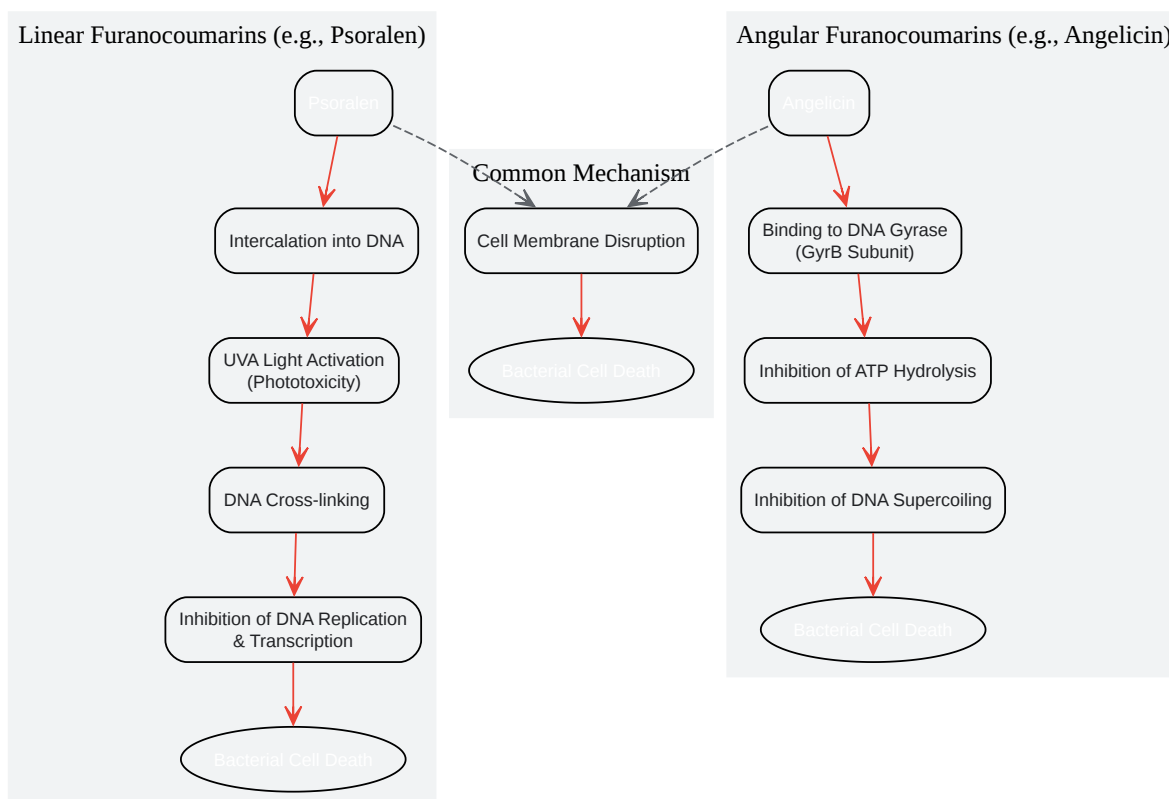 Linear Furanocoumarins (e.g., Psoralen)
Psoralen
Intercalation into DNA
UVA Light Activation
(Phototoxicity)
DNA Cross-linking
Inhibition of DNA Replication
& Transcription
Bacterial Cell Death
Common Mechanism
Cell Membrane Disruption
Bacterial Cell Death
Angular Furanocoumarins (e.g., Angelicin)
Angelicin
Binding to DNA Gyrase
(GyrB Subunit)
Inhibition of ATP Hydrolysis
Inhibition of DNA Supercoiling
Bacterial Cell Death